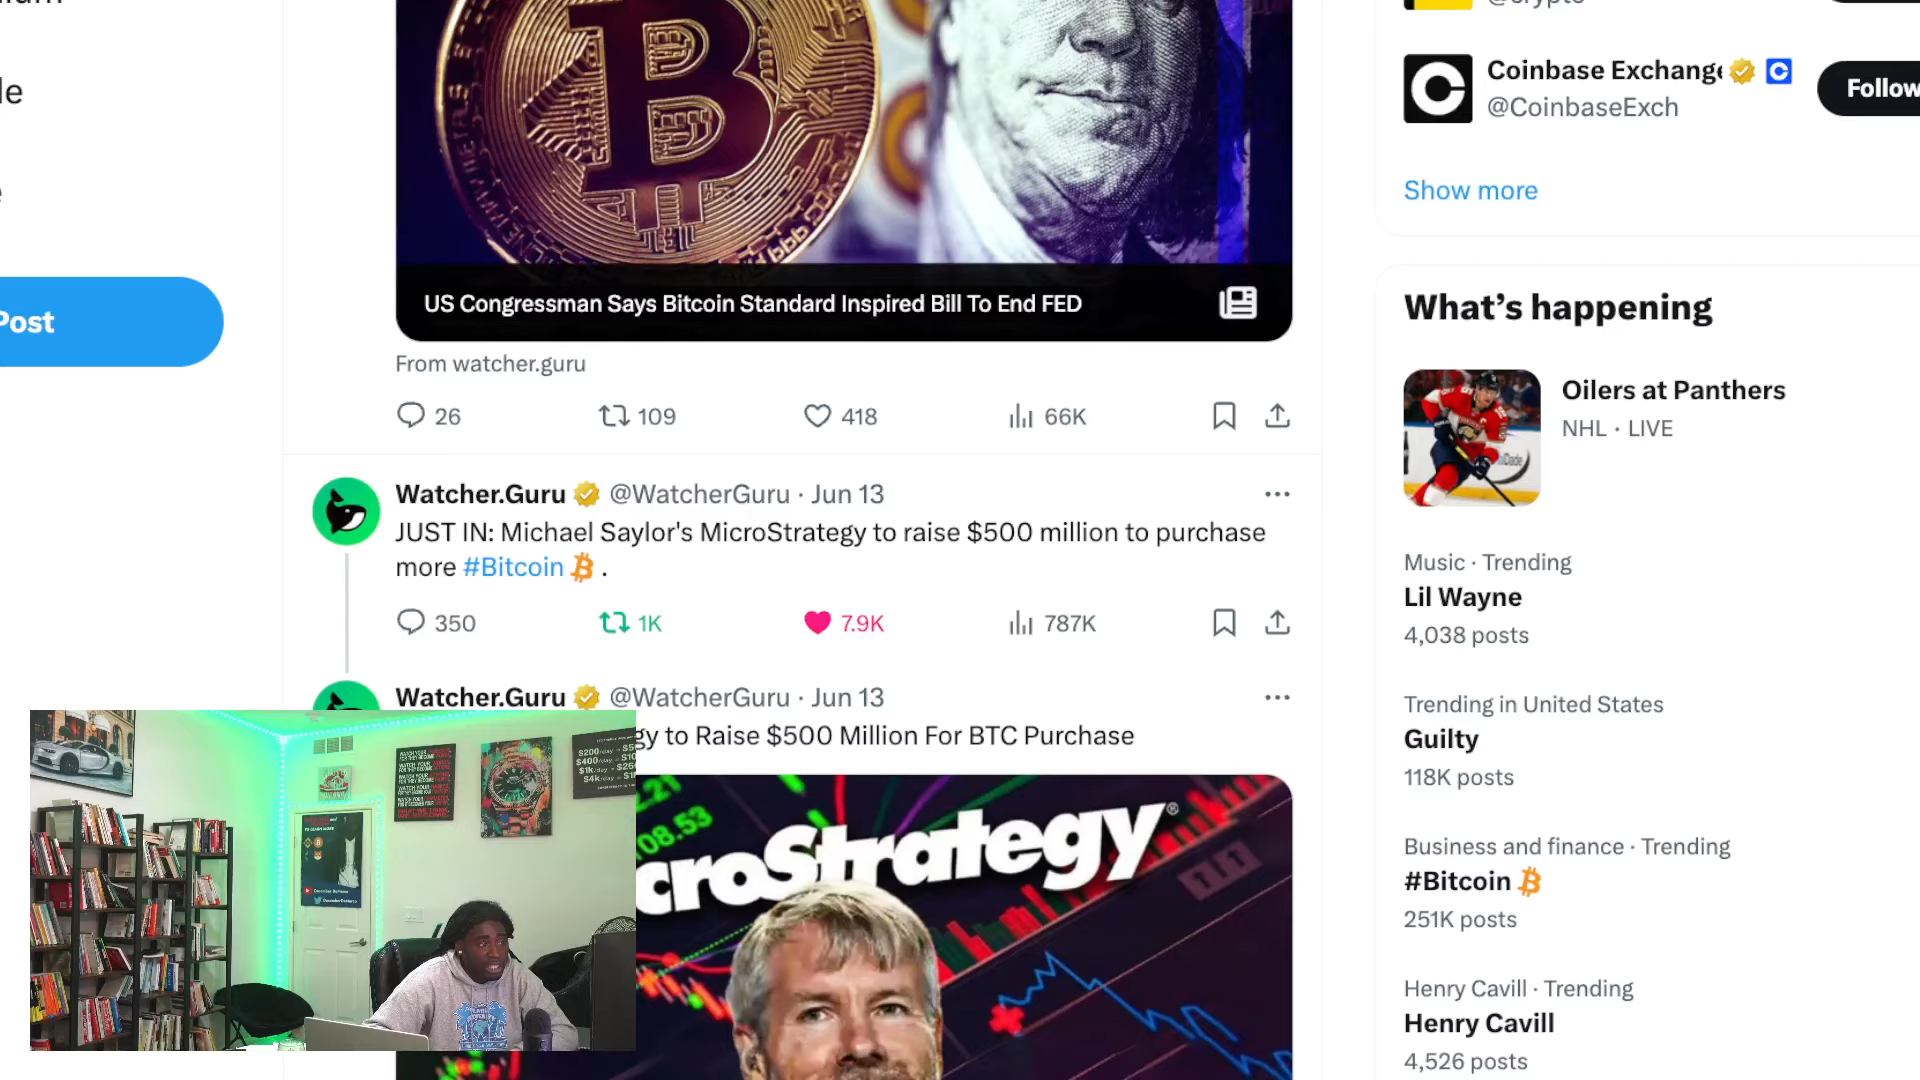 @crypto
Coinbase Exchange
@CoinbaseExch
Follow
Show more
le
Post
US Congressman Says Bitcoin Standard Inspired Bill To End FED
From watcher.guru
26 109 418 66K
Watcher.Guru @WatcherGuru · Jun 13
JUST IN: Michael Saylor's MicroStrategy to raise $500 million to purchase
more #Bitcoin .
350 1K 7.9K 787K
Watcher.Guru @WatcherGuru · Jun 13
gy to Raise $500 Million For BTC Purchase
croStrategy®
08.53
What's happening
Oilers at Panthers
NHL · LIVE
Music · Trending
Lil Wayne
4,038 posts
Trending in United States
Guilty
118K posts
Business and finance · Trending
#Bitcoin
251K posts
Henry Cavill · Trending
Henry Cavill
4,526 posts